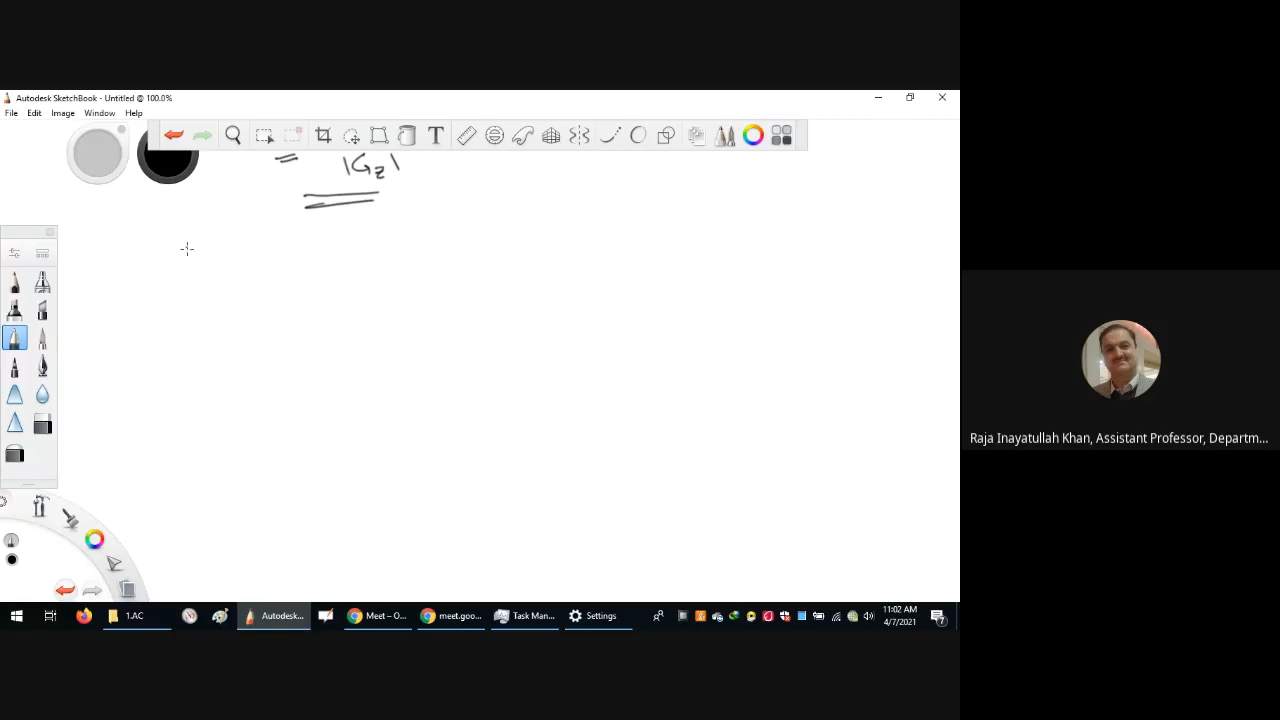 Autodesk SketchBook - Untitled @ 100.0%
File Edit Image Window Help
T
|G₂|
Raja Inayatullah Khan, Assistant Professor, Departm...
1.AC Autodesk... Meet – O... meet.goo... Task Man... Settings
11:02 AM
4/7/2021
7